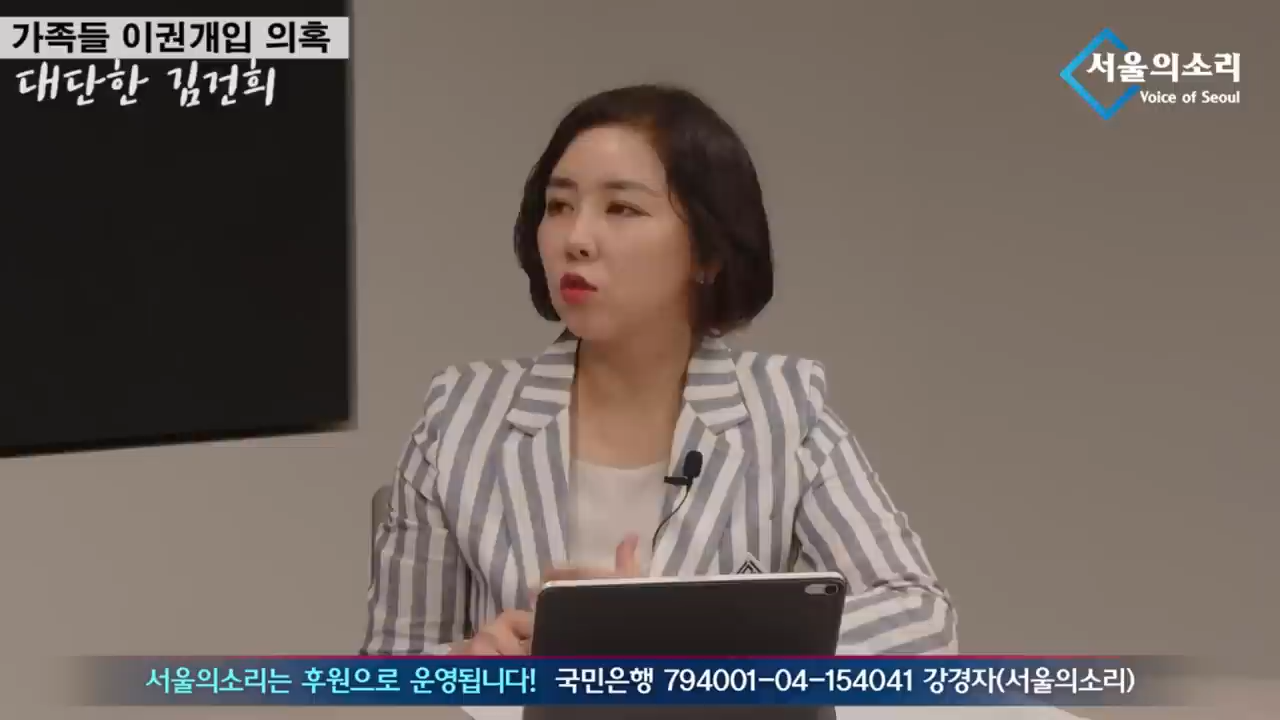 가족들 이권개입 의혹
대단한 김건희
서울의소리
Voice of Seoul
서울의소리는 후원으로 운영됩니다! 국민은행 794001-04-154041 강경자(서울의소리)